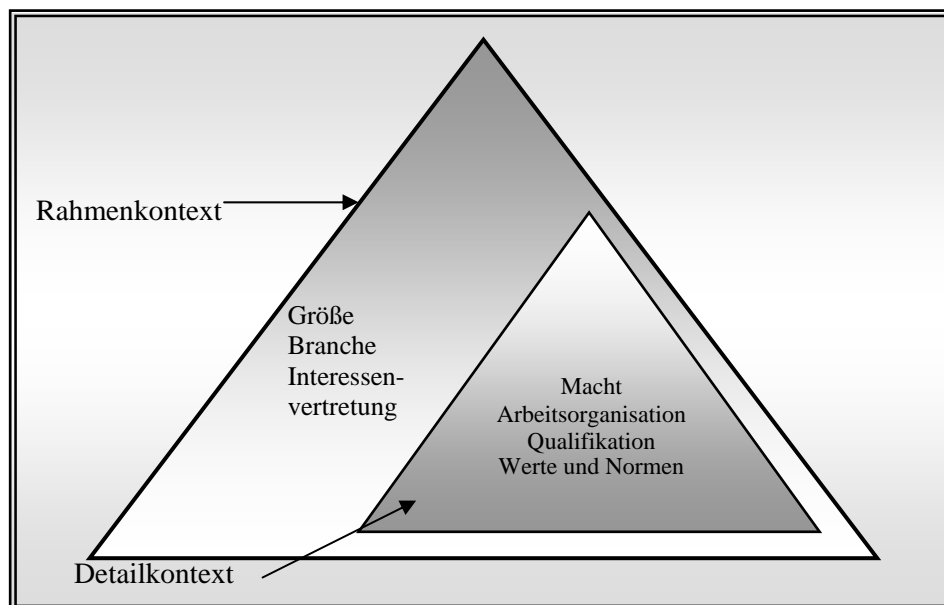 Rahmenkontext
Größe
Branche
Interessen-
vertretung
Macht
Arbeitsorganisation
Qualifikation
Werte und Normen
Detailkontext